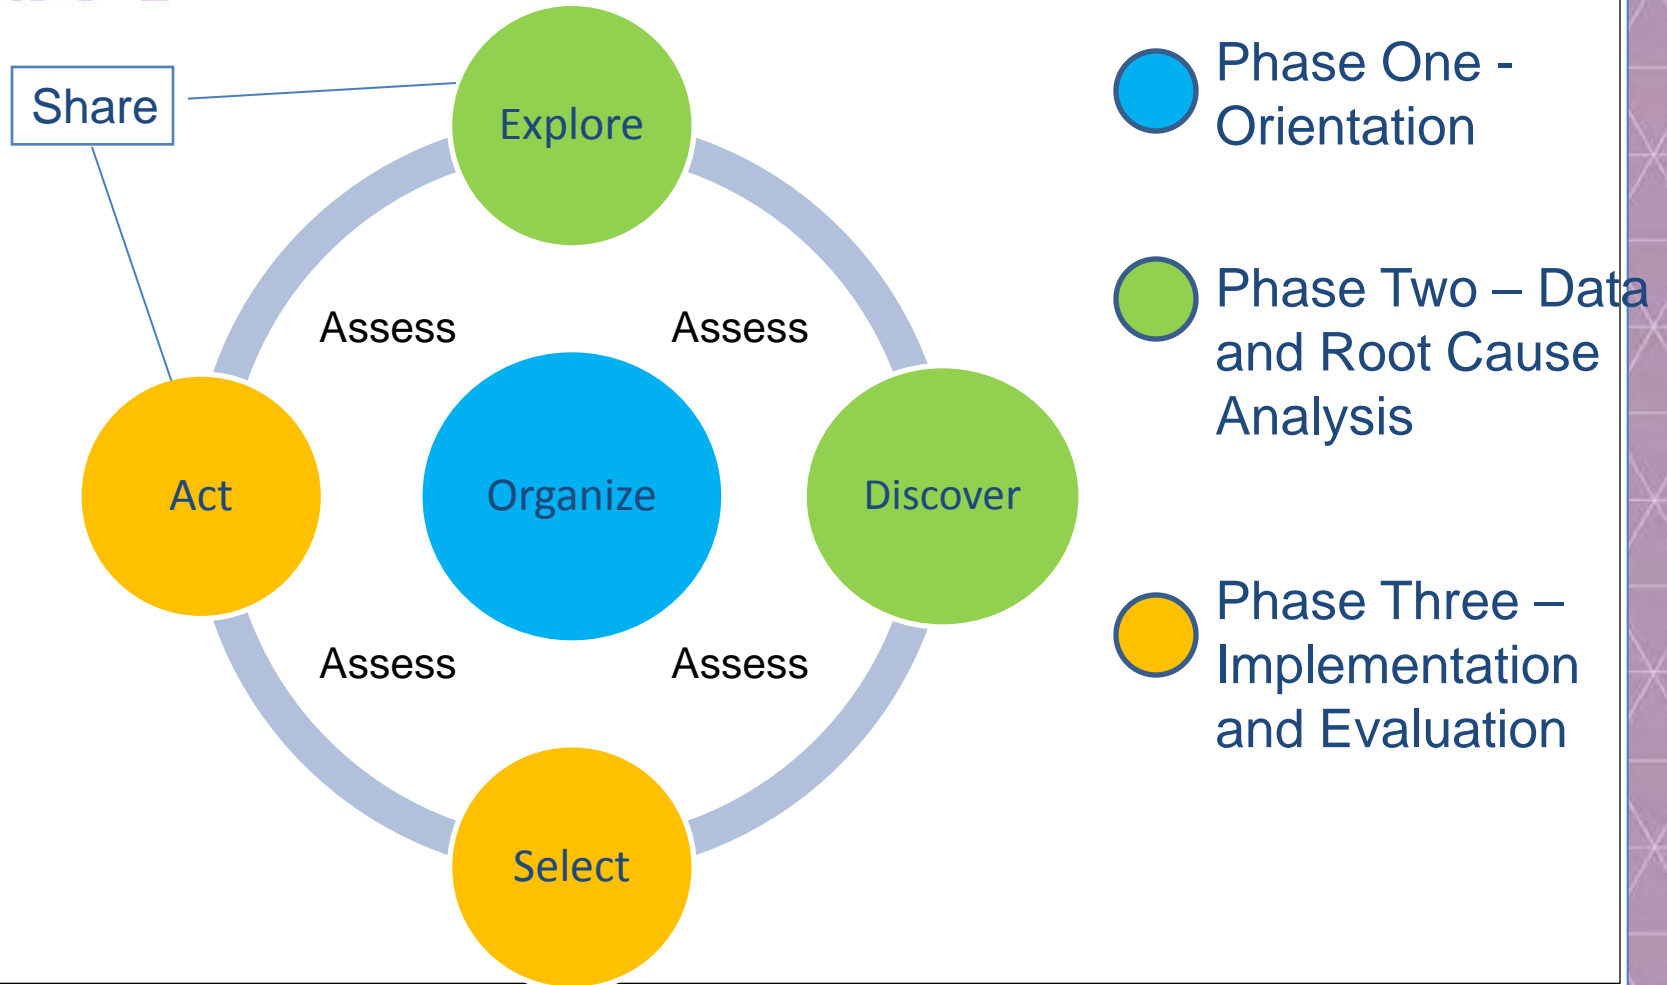 Share
Explore
Assess
Assess
Act
Organize
Discover
Assess
Assess
Select
Phase One -
Orientation
Phase Two – Data
and Root Cause
Analysis
Phase Three –
Implementation
and Evaluation